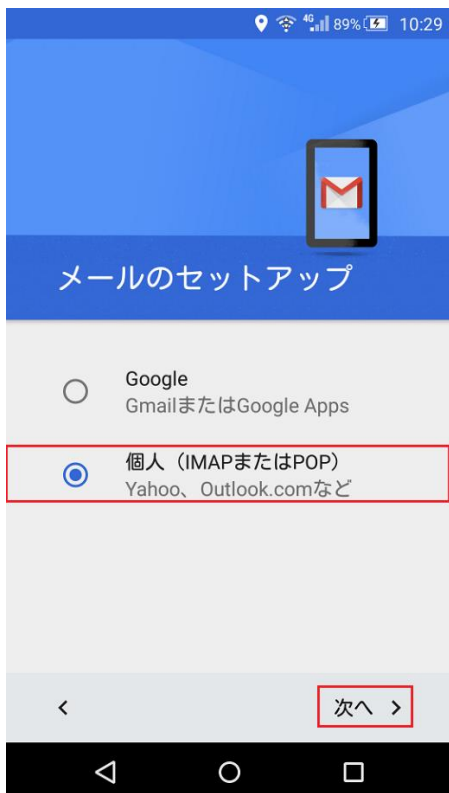 4G 89% 10:29
メールのセットアップ
Google
GmailまたはGoogle Apps
個人（IMAPまたはPOP）
Yahoo、Outlook.comなど
次へ